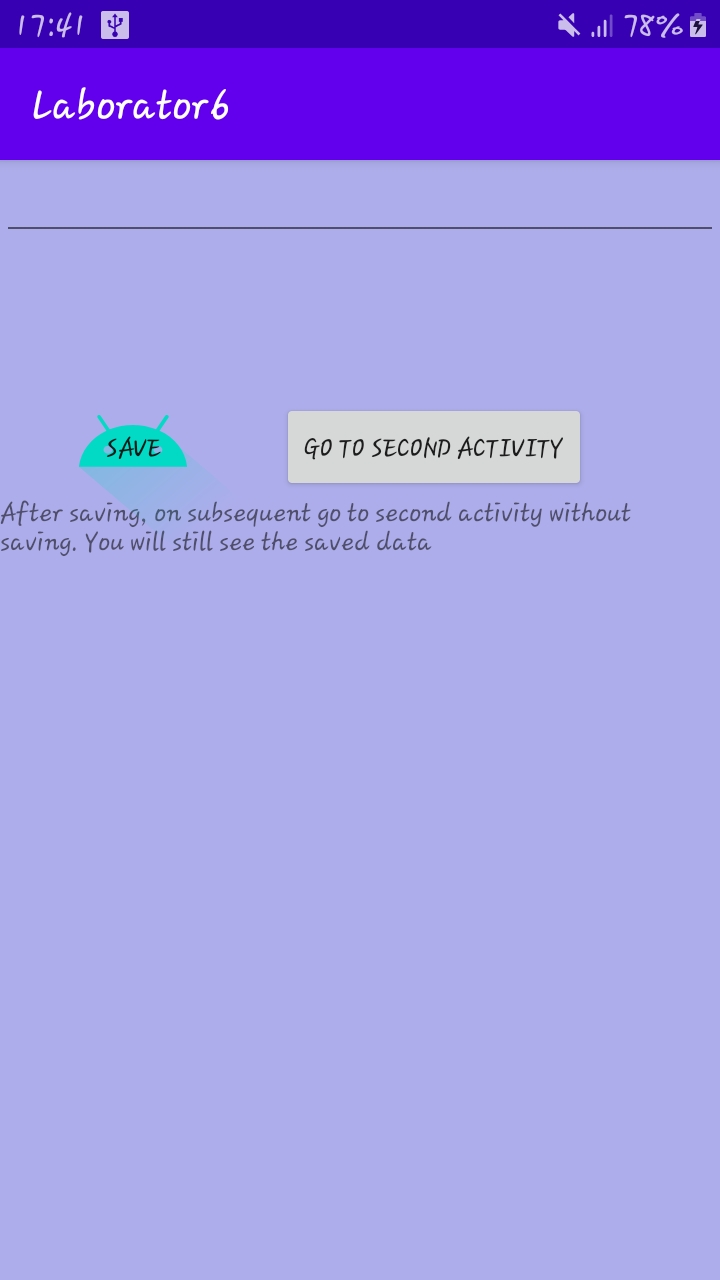 17:41 78%
Laborator6
SAVE GO TO SECOND ACTIVITY
After saving, on subsequent go to second activity without
saving. You will still see the saved data